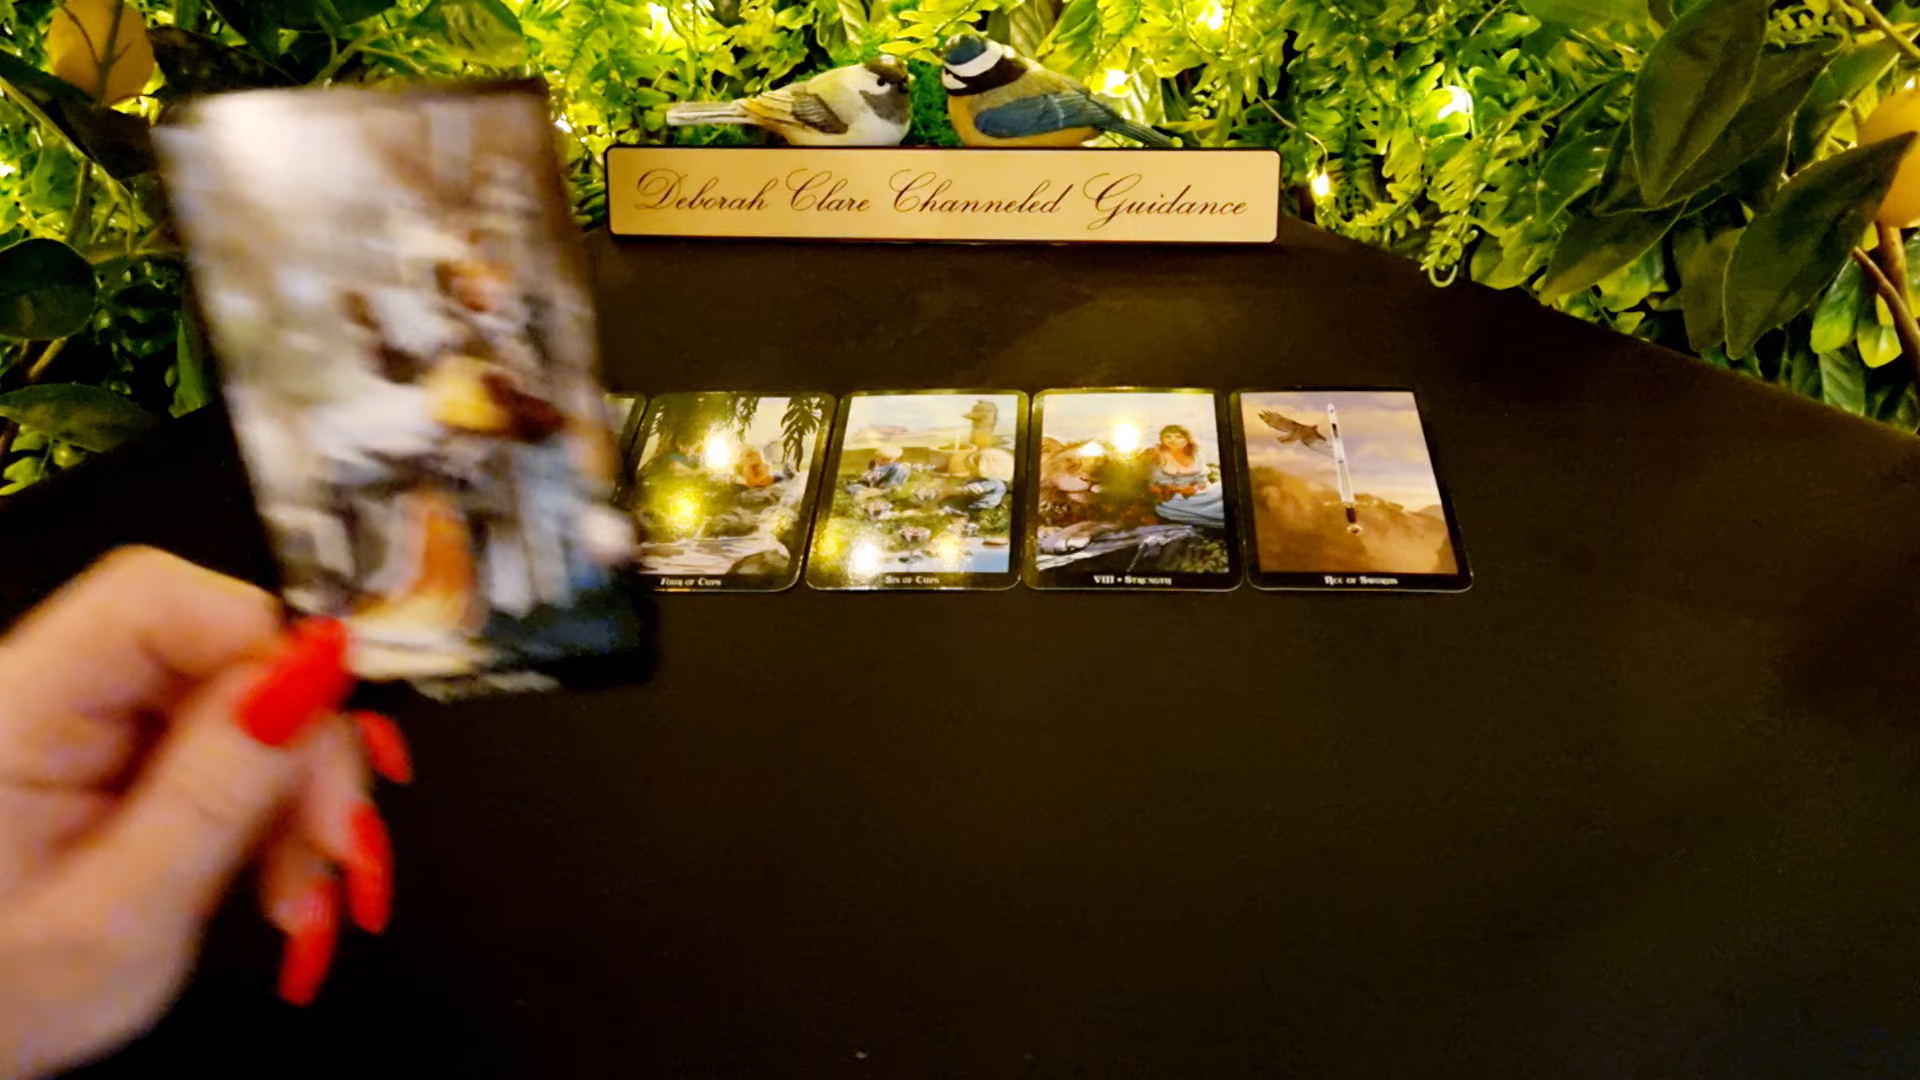 Deborah Clare Channeled Guidance
Four of Cups
Six of Cups
VIII • Strength
Ace of Swords